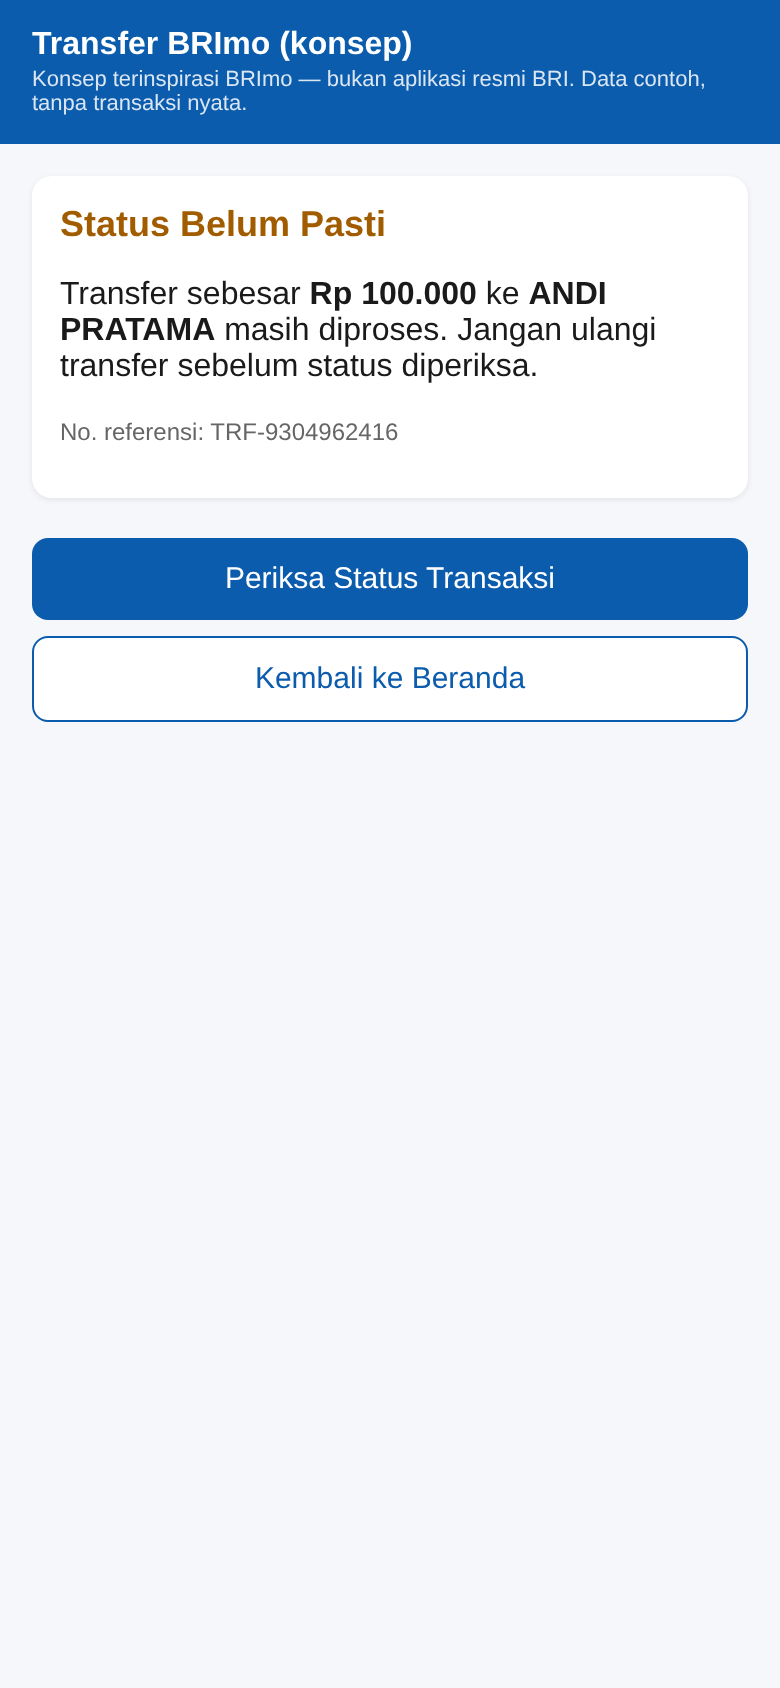 Transfer BRImo (konsep)
Konsep terinspirasi BRImo — bukan aplikasi resmi BRI. Data contoh,
tanpa transaksi nyata.
Status Belum Pasti
Transfer sebesar Rp 100.000 ke ANDI
PRATAMA masih diproses. Jangan ulangi
transfer sebelum status diperiksa.
No. referensi: TRF-9304962416
Periksa Status Transaksi
Kembali ke Beranda